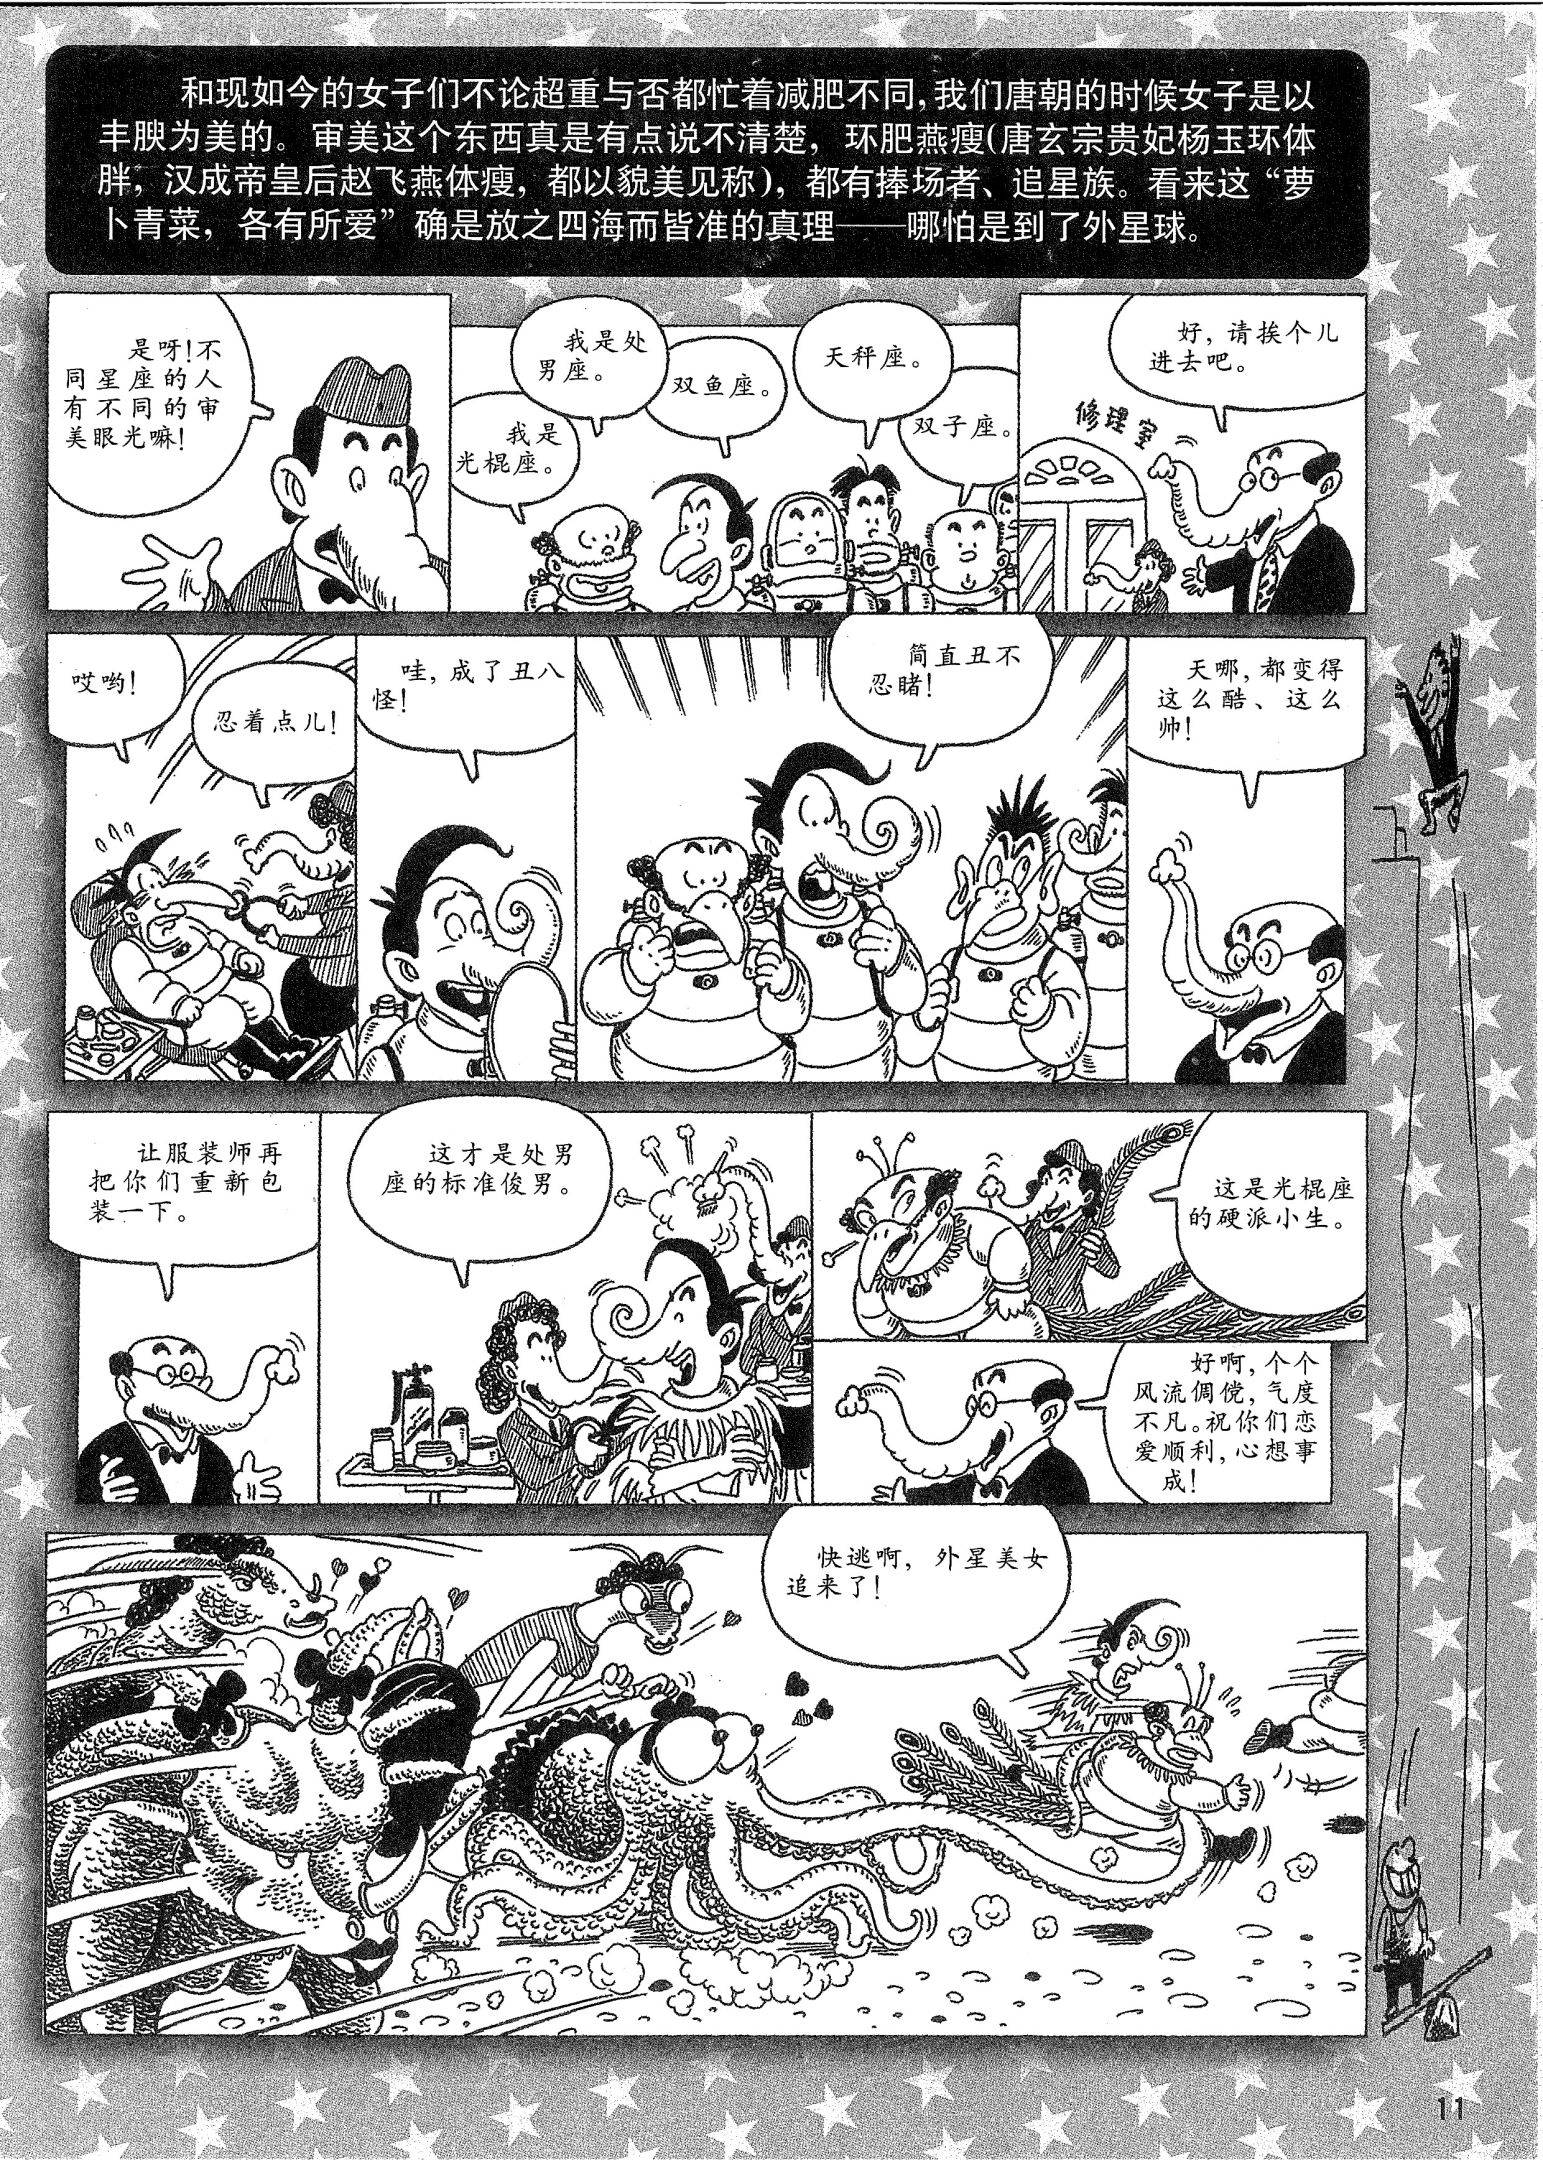 和现如今的女子们不论超重与否都忙着减肥不同，我们唐朝的时候女子是以
丰腴为美的。审美这个东西真是有点说不清楚，环肥燕瘦（唐玄宗贵妃杨玉环体
胖，汉成帝皇后赵飞燕体瘦，都以貌美见称），都有捧场者、追星族。看来这“萝
卜青菜，各有所爱”确是放之四海而皆准的真理——哪怕是到了外星球。
是呀！不
同星座的人
有不同的审
美眼光嘛！
我是
光棍座。
我是处
男座。
双鱼座。
天秤座。
双子座。
好，请挨个儿
进去吧。
修理室
哎哟！
忍着点儿！
哇，成了丑八
怪！
简直丑不
忍睹！
天哪，都变得
这么酷、这么
帅！
让服装师再
把你们重新包
装一下。
这才是处男
座的标准俊男。
这是光棍座
的硬派小生。
好啊，个个
风流倜傥，气度
不凡。祝你们恋
爱顺利，心想事
成！
快逃啊，外星美女
追来了！
11